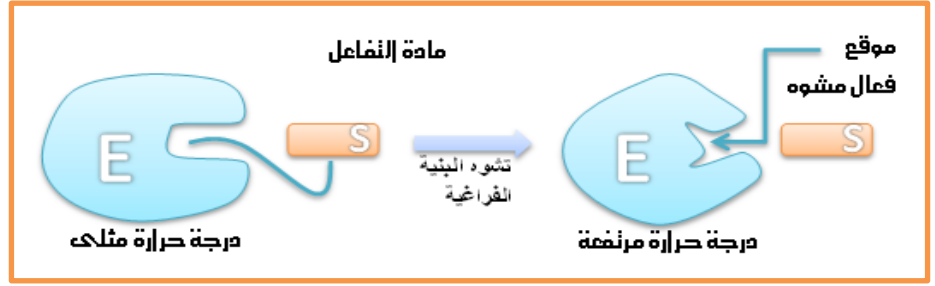 مادة التفاعل
موقع
فعال مشوه
E
S
E
S
تشوه البنية
الفراغية
درجة حرارة مثلى
درجة حرارة مرتفعة